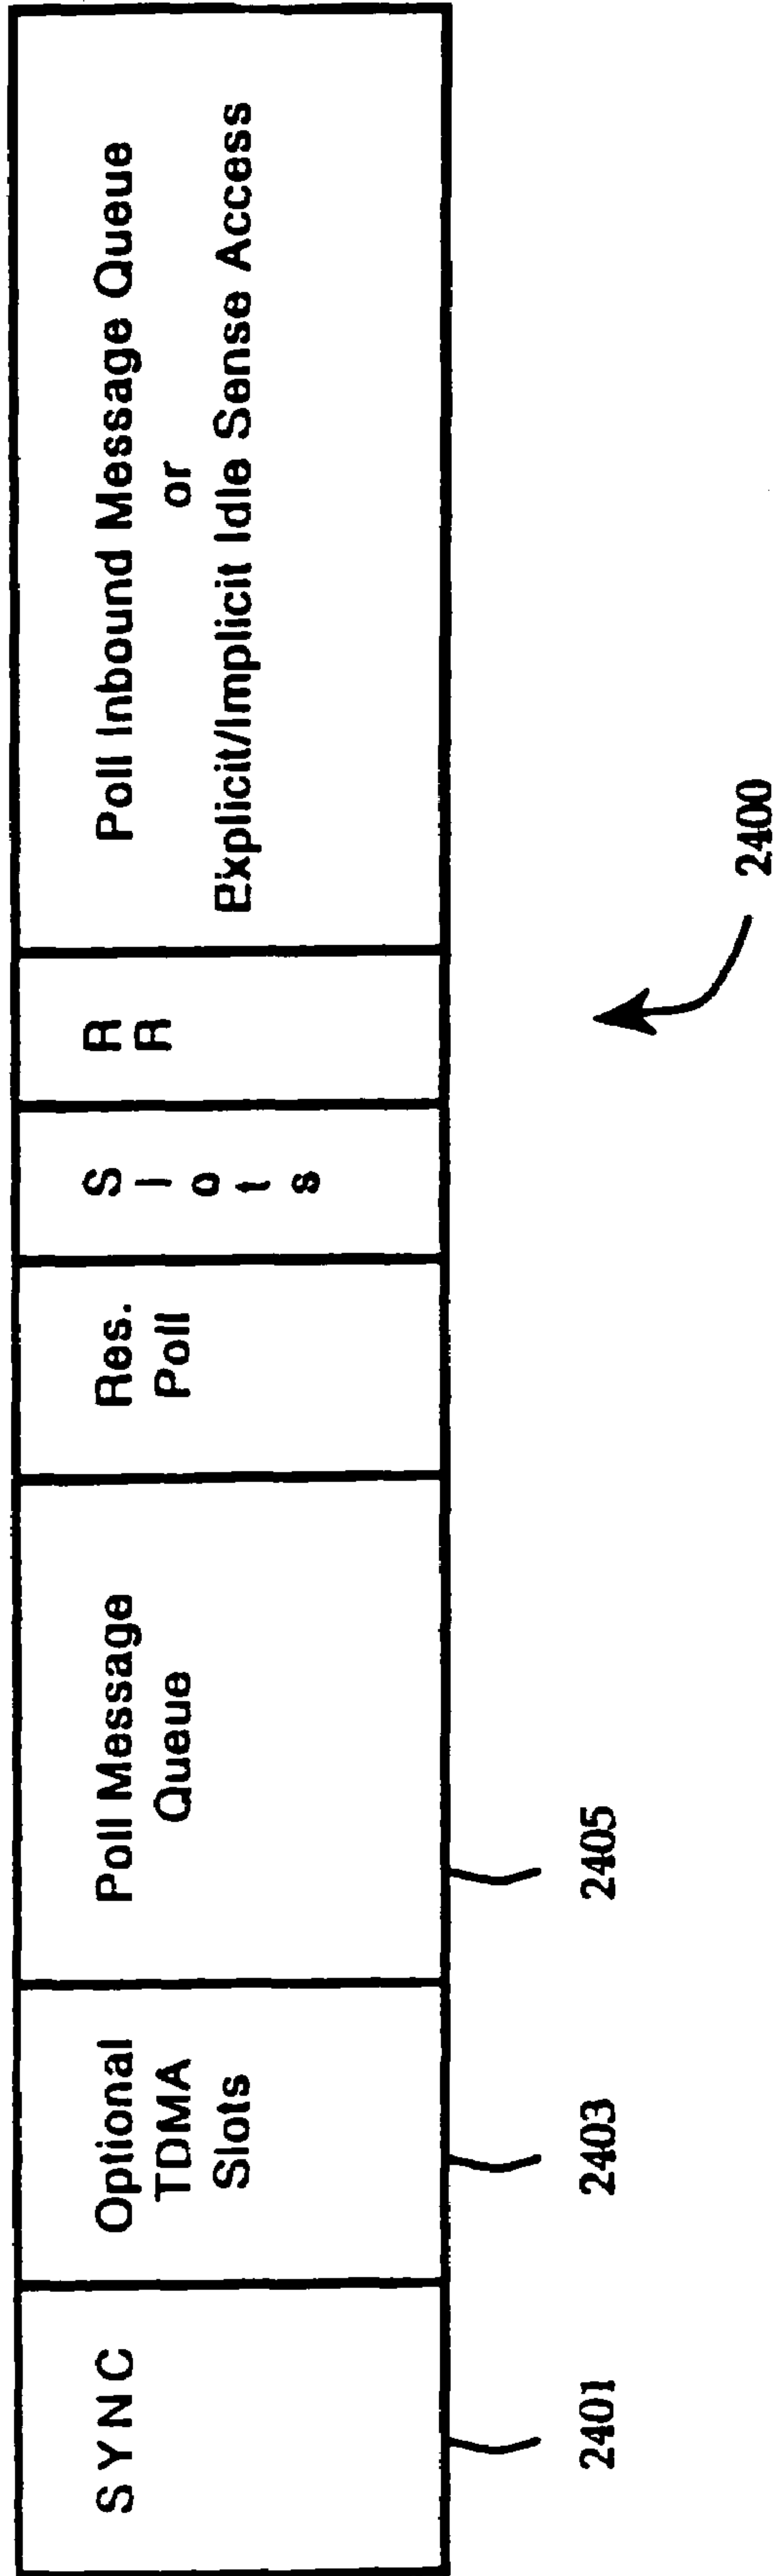 S Y N C
Optional
TDMA
Slots
Poll Message
Queue
Res.
Poll
S
l
o
t
s
R
R
Poll Inbound Message Queue
or
Explicit/Implicit Idle Sense Access
2401
2403
2405
2400